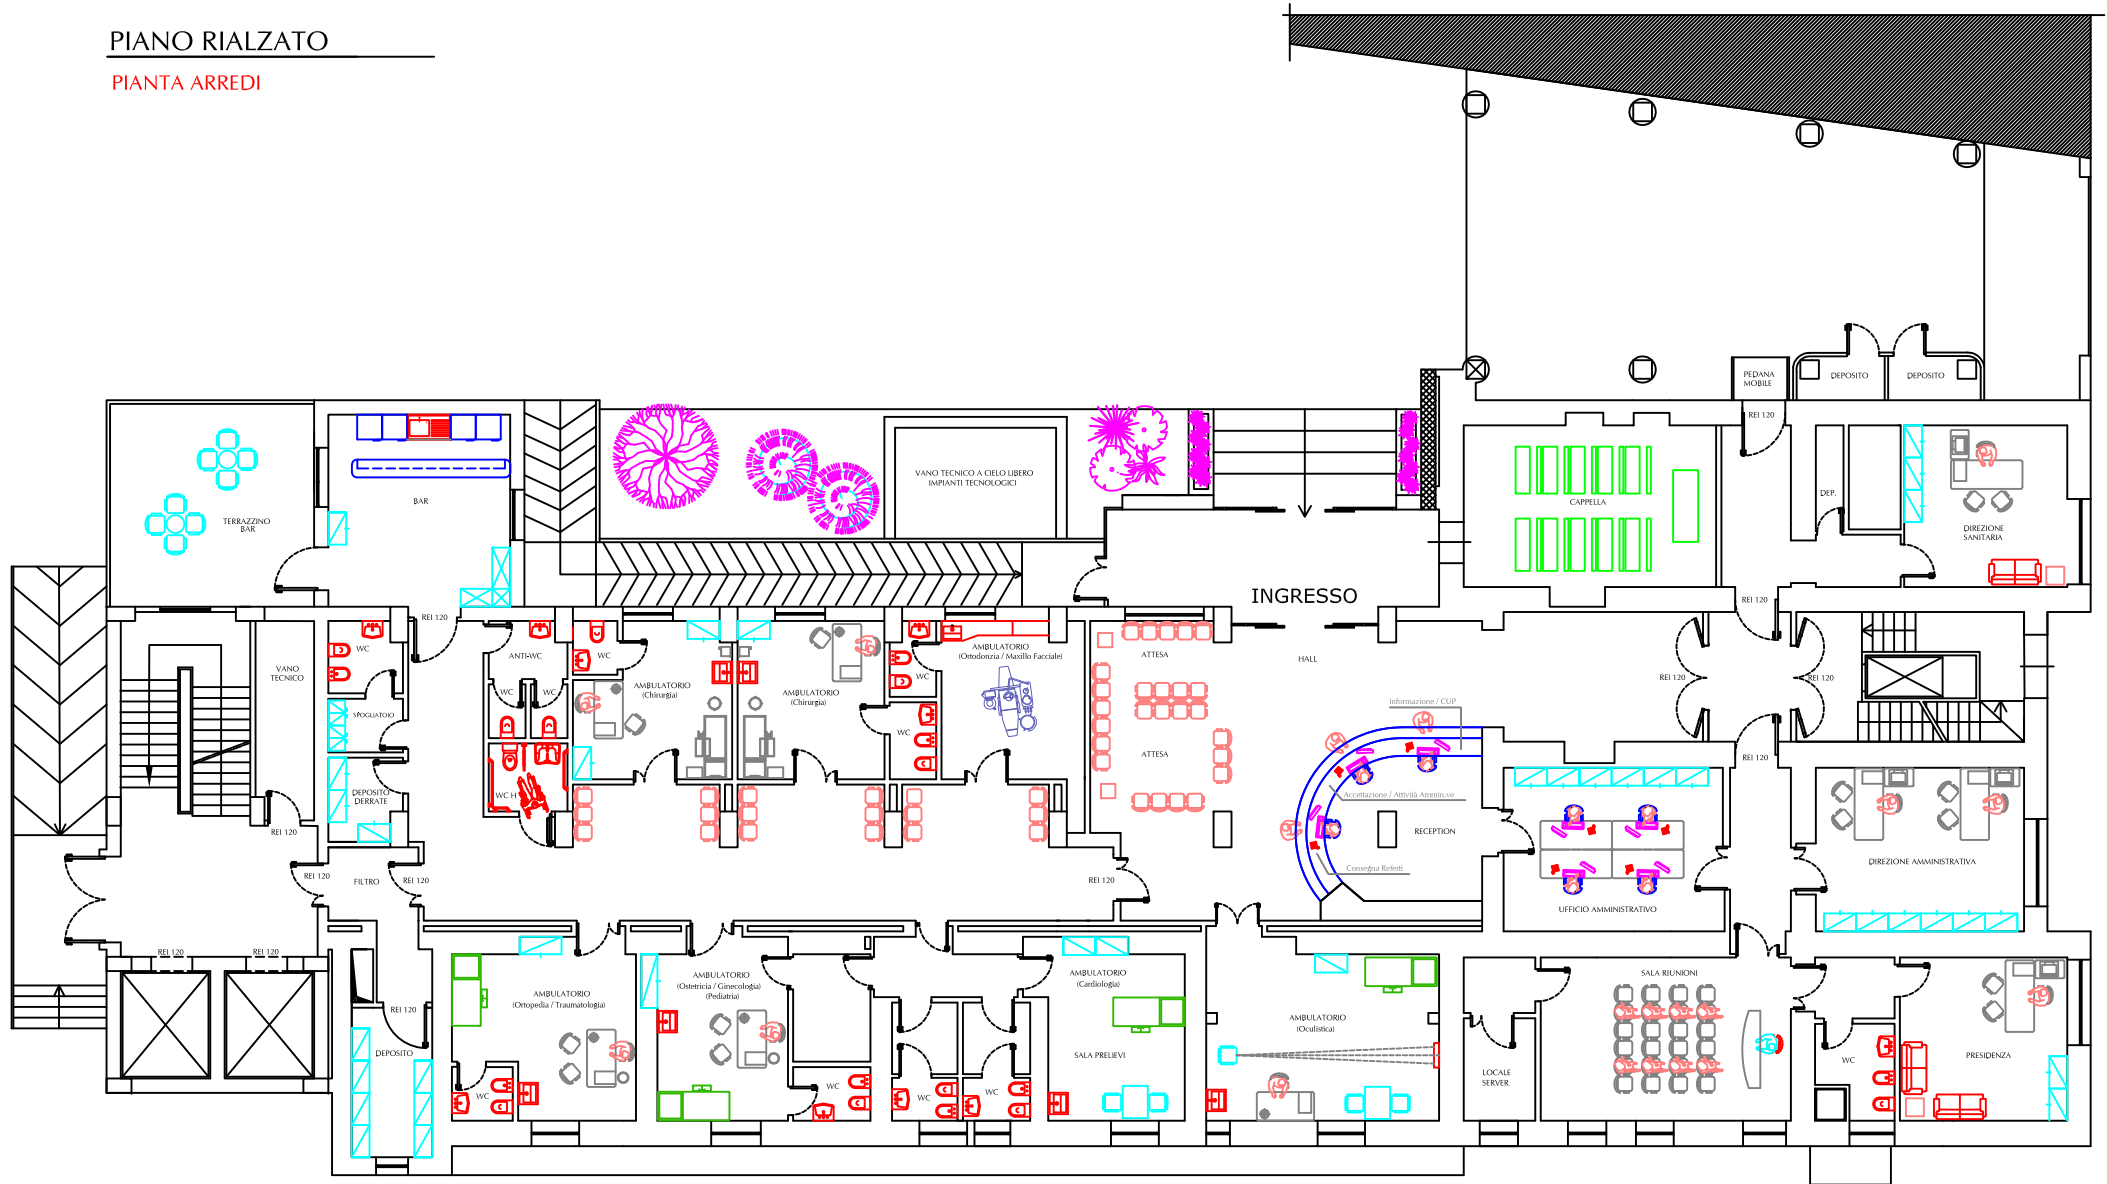 PIANO RIALZATO
PIANTA ARREDI
PEDANA
MOBILE
DEPOSITO
DEPOSITO
REI 120
VANO TECNICO A CIELO LIBERO
IMPIANTI TECNOLOGICI
BAR
TERRAZZINO
BAR
CAPPELLA
DEP.
DIREZIONE
SANITARIA
INGRESSO
REI 120
REI 120
WC
VANO
TECNICO
ANTI-WC
WC
AMBULATORIO
(Ortodonzia / Maxillo Facciale)
ATTESA
HALL
WC
REI 120
REI 120
WC
WC
AMBULATORIO
(Chirurgia)
AMBULATORIO
(Chirurgia)
Informazione / CUP
SPOGLIATOIO
WC
ATTESA
REI 120
DEPOSITO
DERRATE
WC H
Accettazione / Attività Ammin.ve
REI 120
RECEPTION
DIREZIONE AMMINISTRATIVA
Consegna Referti
REI 120
FILTRO
REI 120
REI 120
UFFICIO AMMINISTRATIVO
REI 120
REI 120
AMBULATORIO
(Ostetricia / Ginecologia)
(Pediatria)
AMBULATORIO
(Cardiologia)
SALA RIUNIONI
AMBULATORIO
(Ortopedia / Traumatologia)
REI 120
AMBULATORIO
(Oculistica)
DEPOSITO
SALA PRELIEVI
WC
PRESIDENZA
LOCALE
SERVER
WC
WC
WC
WC